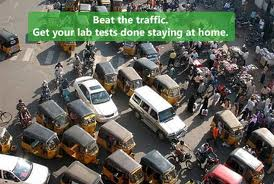 Beat the traffic.
Get your lab tests done staying at home.